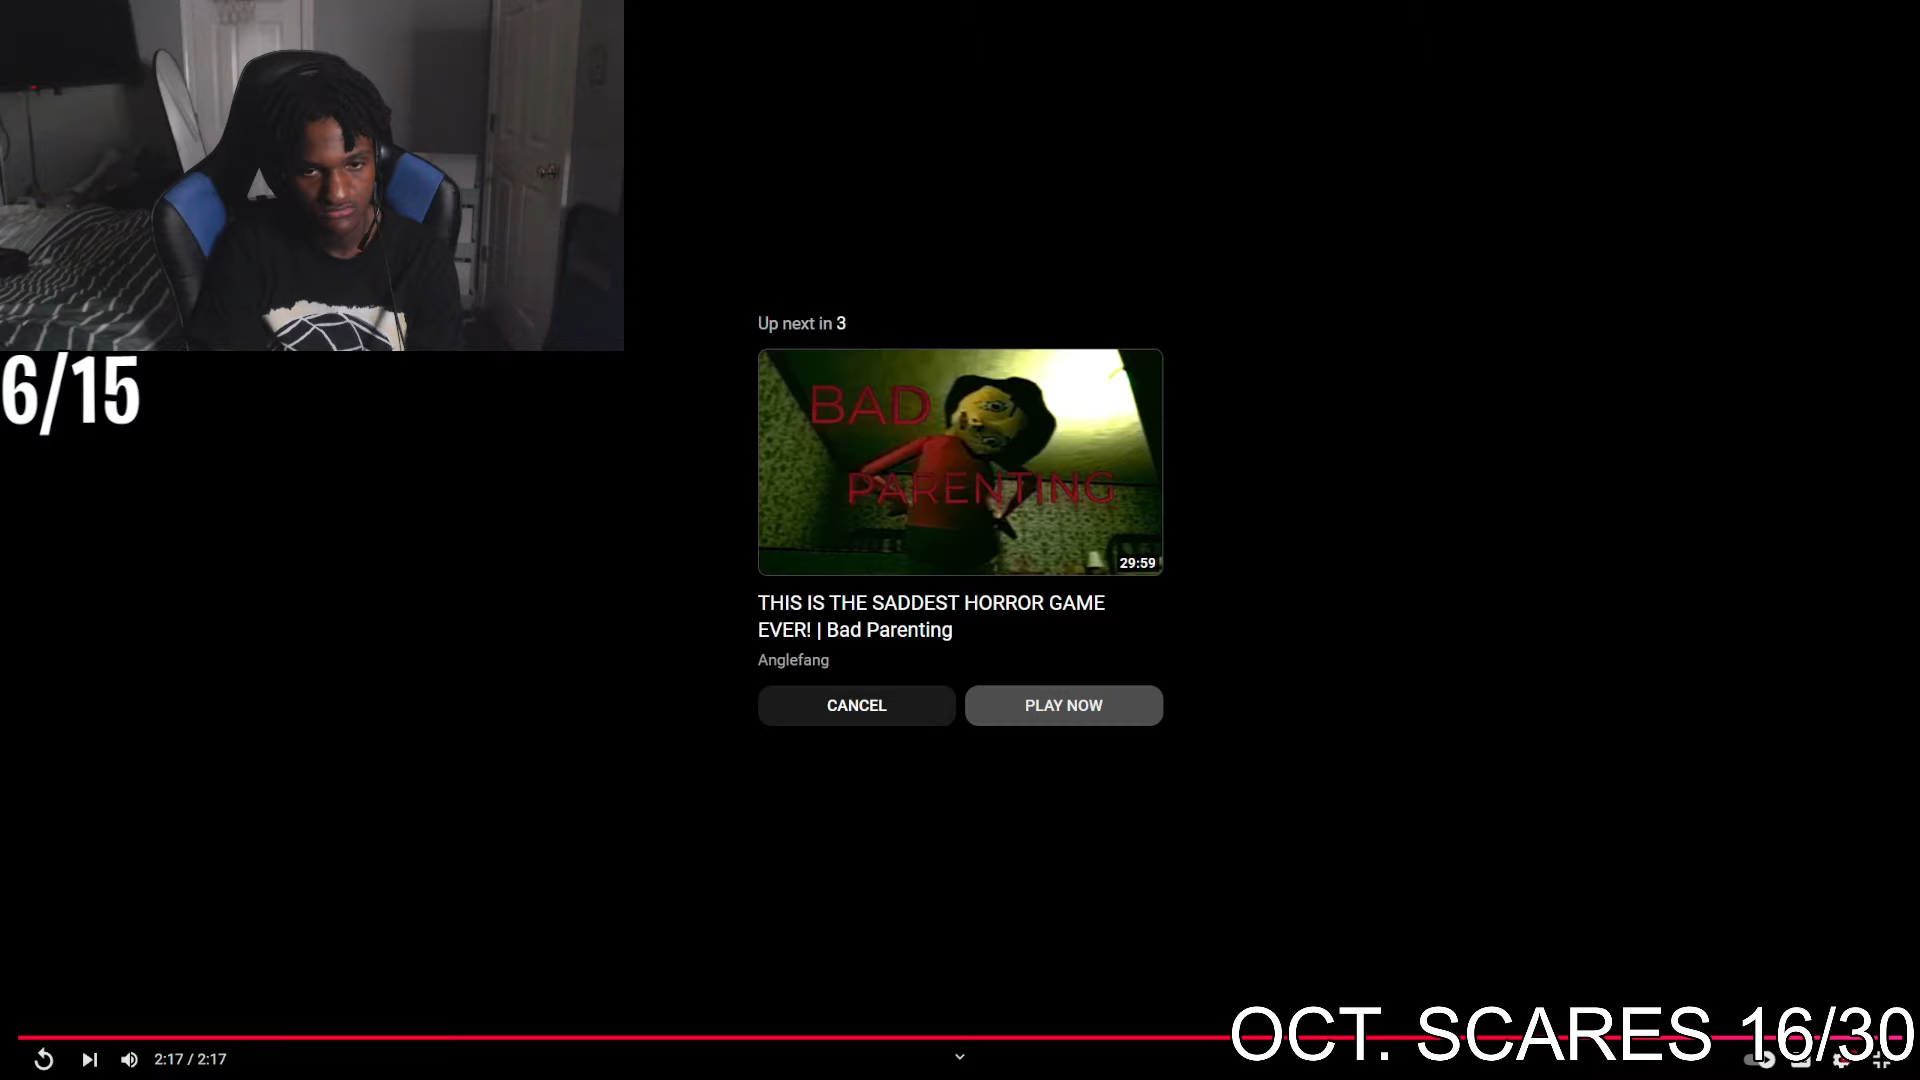 6/15
Up next in 3
BAD
PARENTING
29:59
THIS IS THE SADDEST HORROR GAME
EVER! | Bad Parenting
Anglefang
CANCEL
PLAY NOW
OCT. SCARES 16/30
2:17 / 2:17